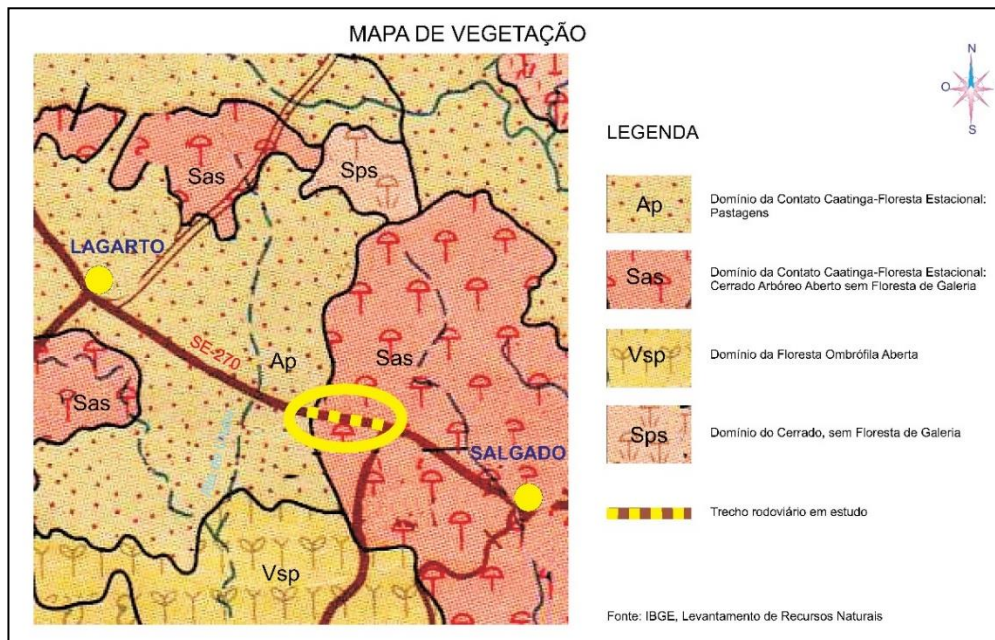 MAPA DE VEGETAÇÃO
N
O
S
LEGENDA
Ap
Domínio da Contato Caatinga-Floresta Estacional:
Pastagens
Sas
Domínio da Contato Caatinga-Floresta Estacional:
Cerrado Arbóreo Aberto sem Floresta de Galeria
Vsp
Domínio da Floresta Ombrófila Aberta
Sps
Domínio do Cerrado, sem Floresta de Galeria
Trecho rodoviário em estudo
Fonte: IBGE, Levantamento de Recursos Naturais
Sas
Sps
LAGARTO
SE-270
Ap
Sas
Sas
SALGADO
Vsp